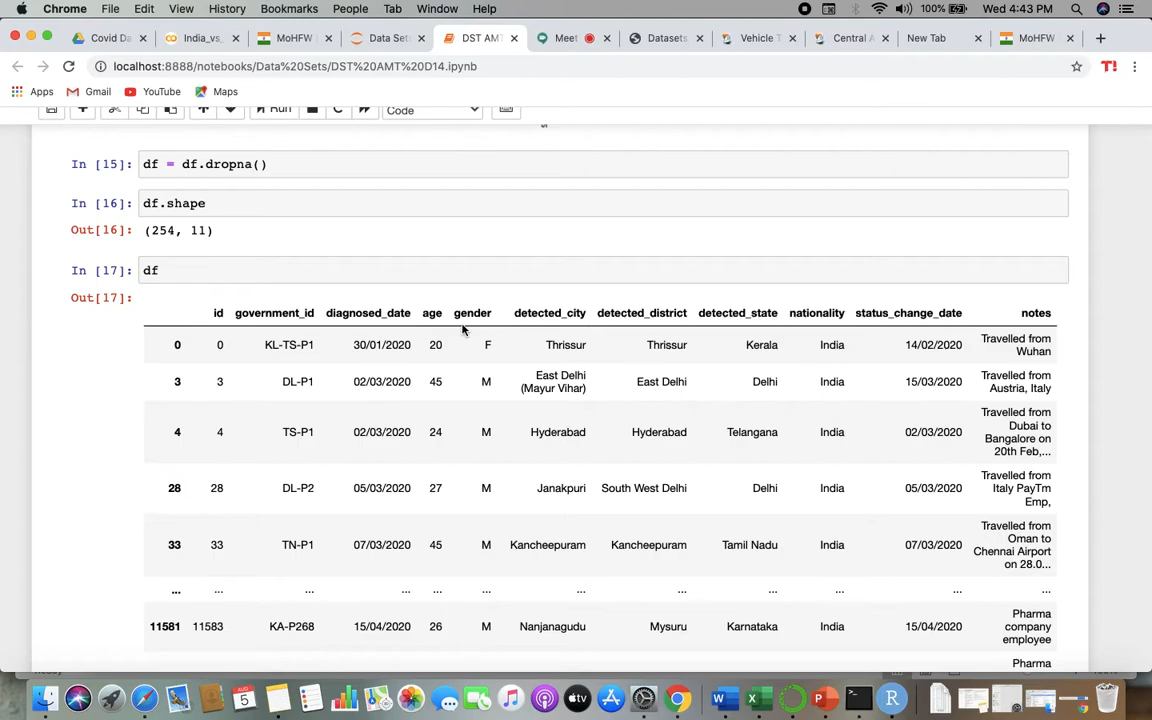 Chrome File Edit View History Bookmarks People Tab Window Help 100% Wed 4:43 PM
Covid Da India_vs_ MoHFW Data Set DST AMT Meet Datasets Vehicle T Central A New Tab MoHFW
localhost:8888/notebooks/Data%20Sets/DST%20AMT%20D14.ipynb
Apps Gmail YouTube Maps
Run Code
In [15]: df = df.dropna()
In [16]: df.shape
Out[16]: (254, 11)
In [17]: df
Out[17]:
id government_id diagnosed_date age gender detected_city detected_district detected_state nationality status_change_date notes
0 0 KL-TS-P1 30/01/2020 20 F Thrissur Thrissur Kerala India 14/02/2020 Travelled from
Wuhan
3 3 DL-P1 02/03/2020 45 M East Delhi
(Mayur Vihar) East Delhi Delhi India 15/03/2020 Travelled from
Austria, Italy
4 4 TS-P1 02/03/2020 24 M Hyderabad Hyderabad Telangana India 02/03/2020 Travelled from
Dubai to
Bangalore on
20th Feb,...
28 28 DL-P2 05/03/2020 27 M Janakpuri South West Delhi Delhi India 05/03/2020 Travelled from
Italy PayTm
Emp,
33 33 TN-P1 07/03/2020 45 M Kancheepuram Kancheepuram Tamil Nadu India 07/03/2020 Travelled from
Oman to
Chennai Airport
on 28.0...
... ... ... ... ... ... ... ... ... ... ... ...
11581 11583 KA-P268 15/04/2020 26 M Nanjanagudu Mysuru Karnataka India 15/04/2020 Pharma
company
employee
Pharma